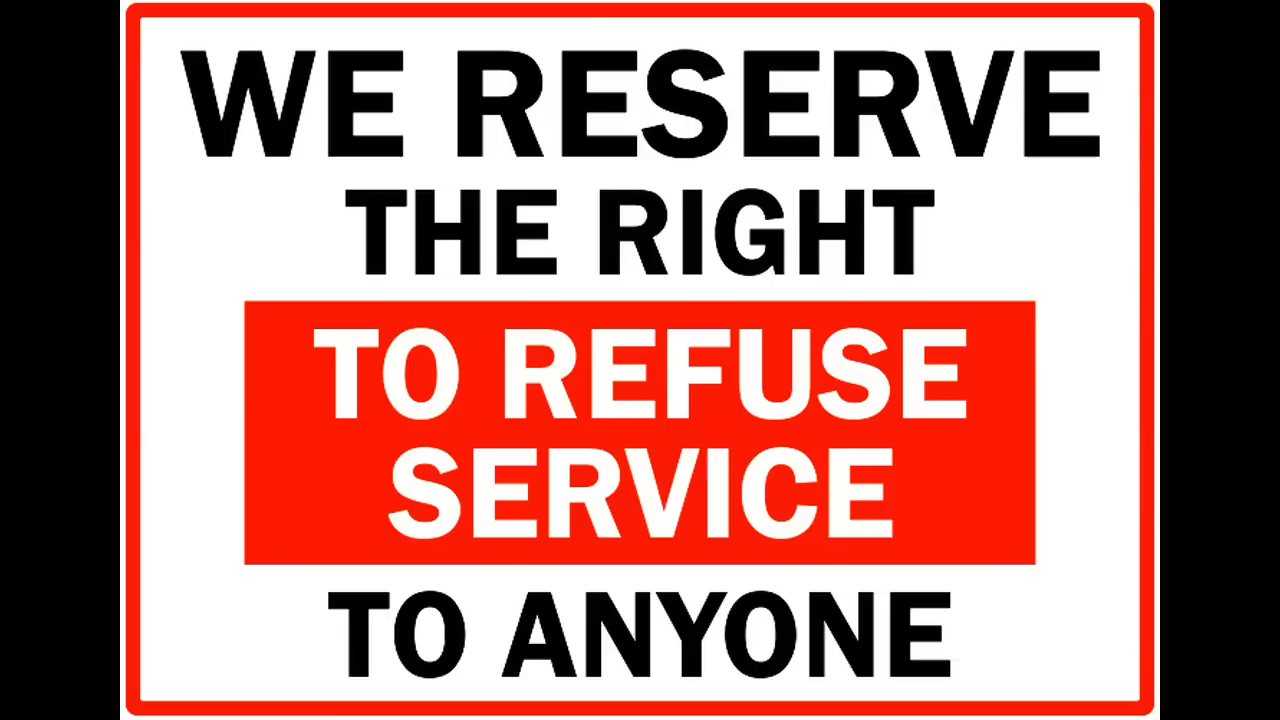 WE RESERVE
THE RIGHT
TO REFUSE
SERVICE
TO ANYONE